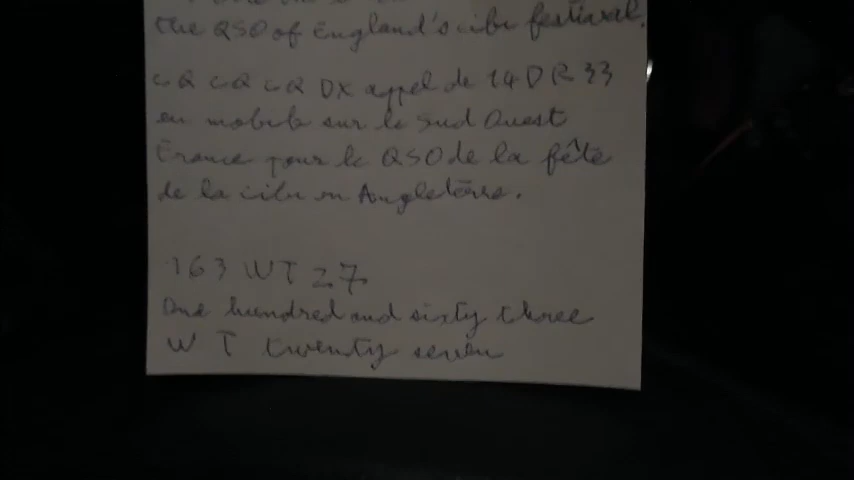 the QSO of England's cibi festival.
CQ CQ CQ DX appel de 14 DR 33
en mobile sur le Sud Ouest
France pour le QSO de la fête
de la cibi en Angleterre.
163 WT 27
One hundred and sixty three
W T twenty seven